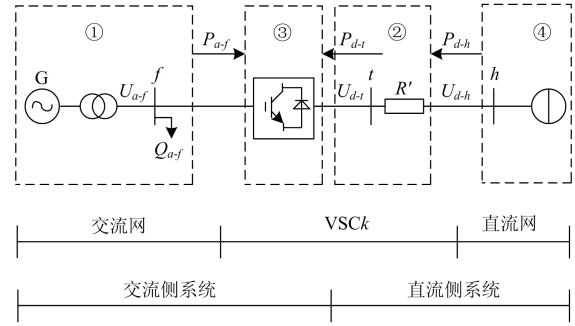 ① ③ ② ④
P_{a-f} P_{d-t} P_{d-h}
G U_{a-f} f U_{d-t} t R′ U_{d-h} h
Q_{a-f}
交流网 VSCk 直流网
交流侧系统 直流侧系统